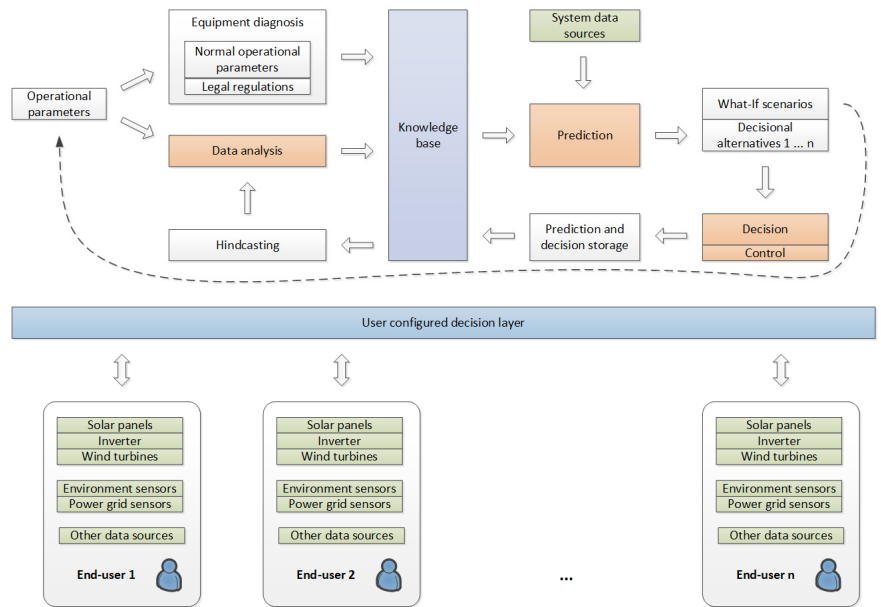 Equipment diagnosis
Normal operational
parameters
Legal regulations
Operational
parameters
Data analysis
Hindcasting
Knowledge
base
System data
sources
Prediction
Prediction and
decision storage
What-If scenarios
Decisional
alternatives 1 ... n
Decision
Control
User configured decision layer
Solar panels
Inverter
Wind turbines
Environment sensors
Power grid sensors
Other data sources
End-user 1
Solar panels
Inverter
Wind turbines
Environment sensors
Power grid sensors
Other data sources
End-user 2
...
Solar panels
Inverter
Wind turbines
Environment sensors
Power grid sensors
Other data sources
End-user n